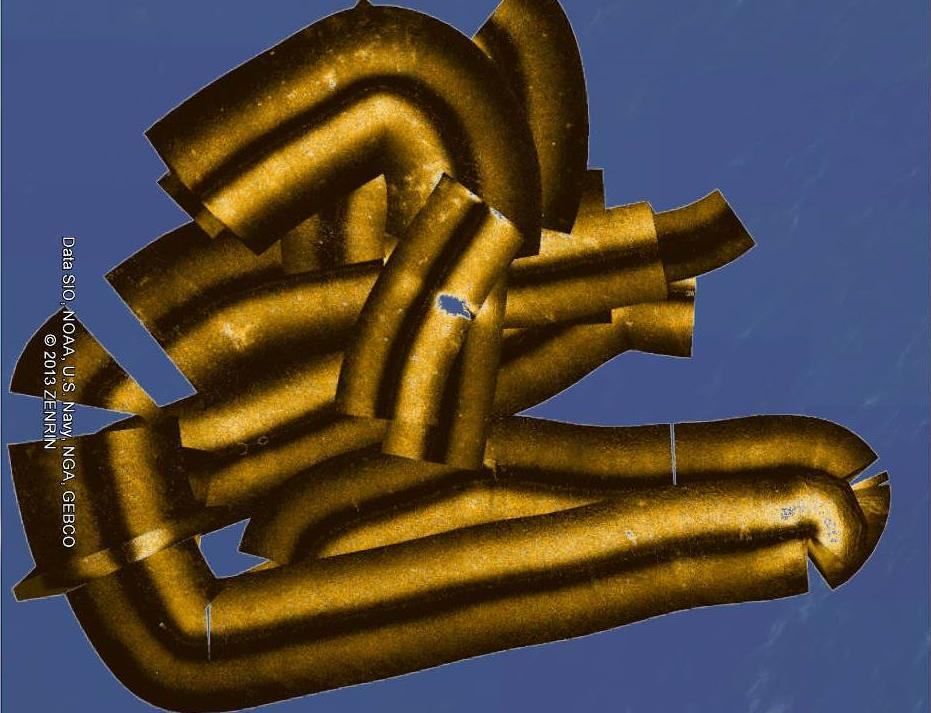 Data SIO, NOAA, U.S. Navy, NGA, GEBCO
© 2013 ZENRIN